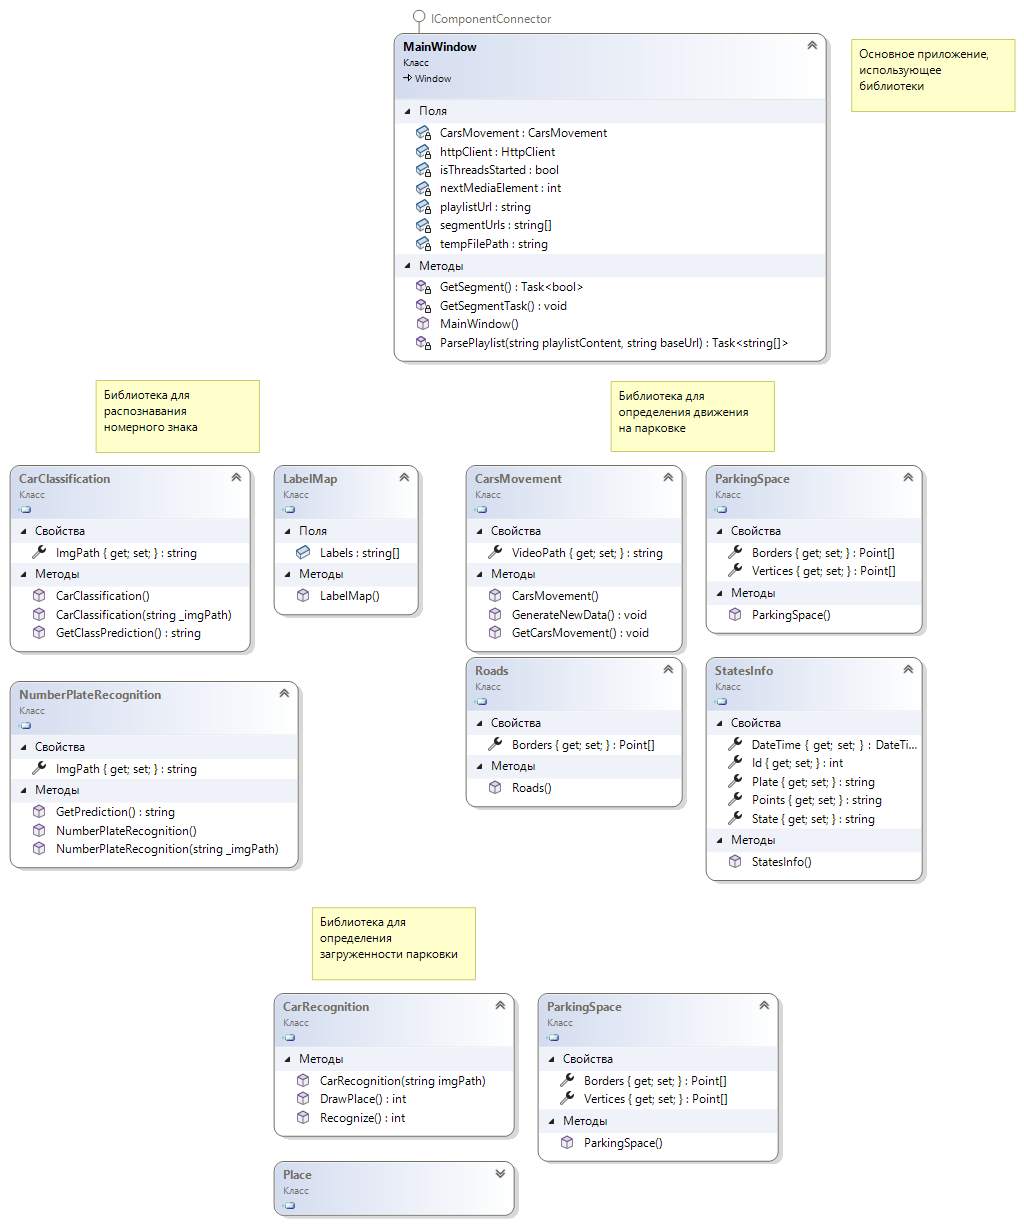 IComponentConnector
MainWindow
Класс
Window
Поля
CarsMovement : CarsMovement
httpClient : HttpClient
isThreadsStarted : bool
nextMediaElement : int
playlistUrl : string
segmentUrls : string[]
tempFilePath : string
Методы
GetSegment() : Task<bool>
GetSegmentTask() : void
MainWindow()
ParsePlaylist(string playlistContent, string baseUrl) : Task<string[]>
Основное приложение,
использующее
библиотеки
Библиотека для
распознавания
номерного знака
CarClassification
Класс
Свойства
ImgPath { get; set; } : string
Методы
CarClassification()
CarClassification(string _imgPath)
GetClassPrediction() : string
LabelMap
Класс
Поля
Labels : string[]
Методы
LabelMap()
NumberPlateRecognition
Класс
Свойства
ImgPath { get; set; } : string
Методы
GetPrediction() : string
NumberPlateRecognition()
NumberPlateRecognition(string _imgPath)
Библиотека для
определения движения
на парковке
CarsMovement
Класс
Свойства
VideoPath { get; set; } : string
Методы
CarsMovement()
GenerateNewData() : void
GetCarsMovement() : void
ParkingSpace
Класс
Свойства
Borders { get; set; } : Point[]
Vertices { get; set; } : Point[]
Методы
ParkingSpace()
Roads
Класс
Свойства
Borders { get; set; } : Point[]
Методы
Roads()
StatesInfo
Класс
Свойства
DateTime { get; set; } : DateTi...
Id { get; set; } : int
Plate { get; set; } : string
Points { get; set; } : string
State { get; set; } : string
Методы
StatesInfo()
Библиотека для
определения
загруженности парковки
CarRecognition
Класс
Методы
CarRecognition(string imgPath)
DrawPlace() : int
Recognize() : int
ParkingSpace
Класс
Свойства
Borders { get; set; } : Point[]
Vertices { get; set; } : Point[]
Методы
ParkingSpace()
Place
Класс